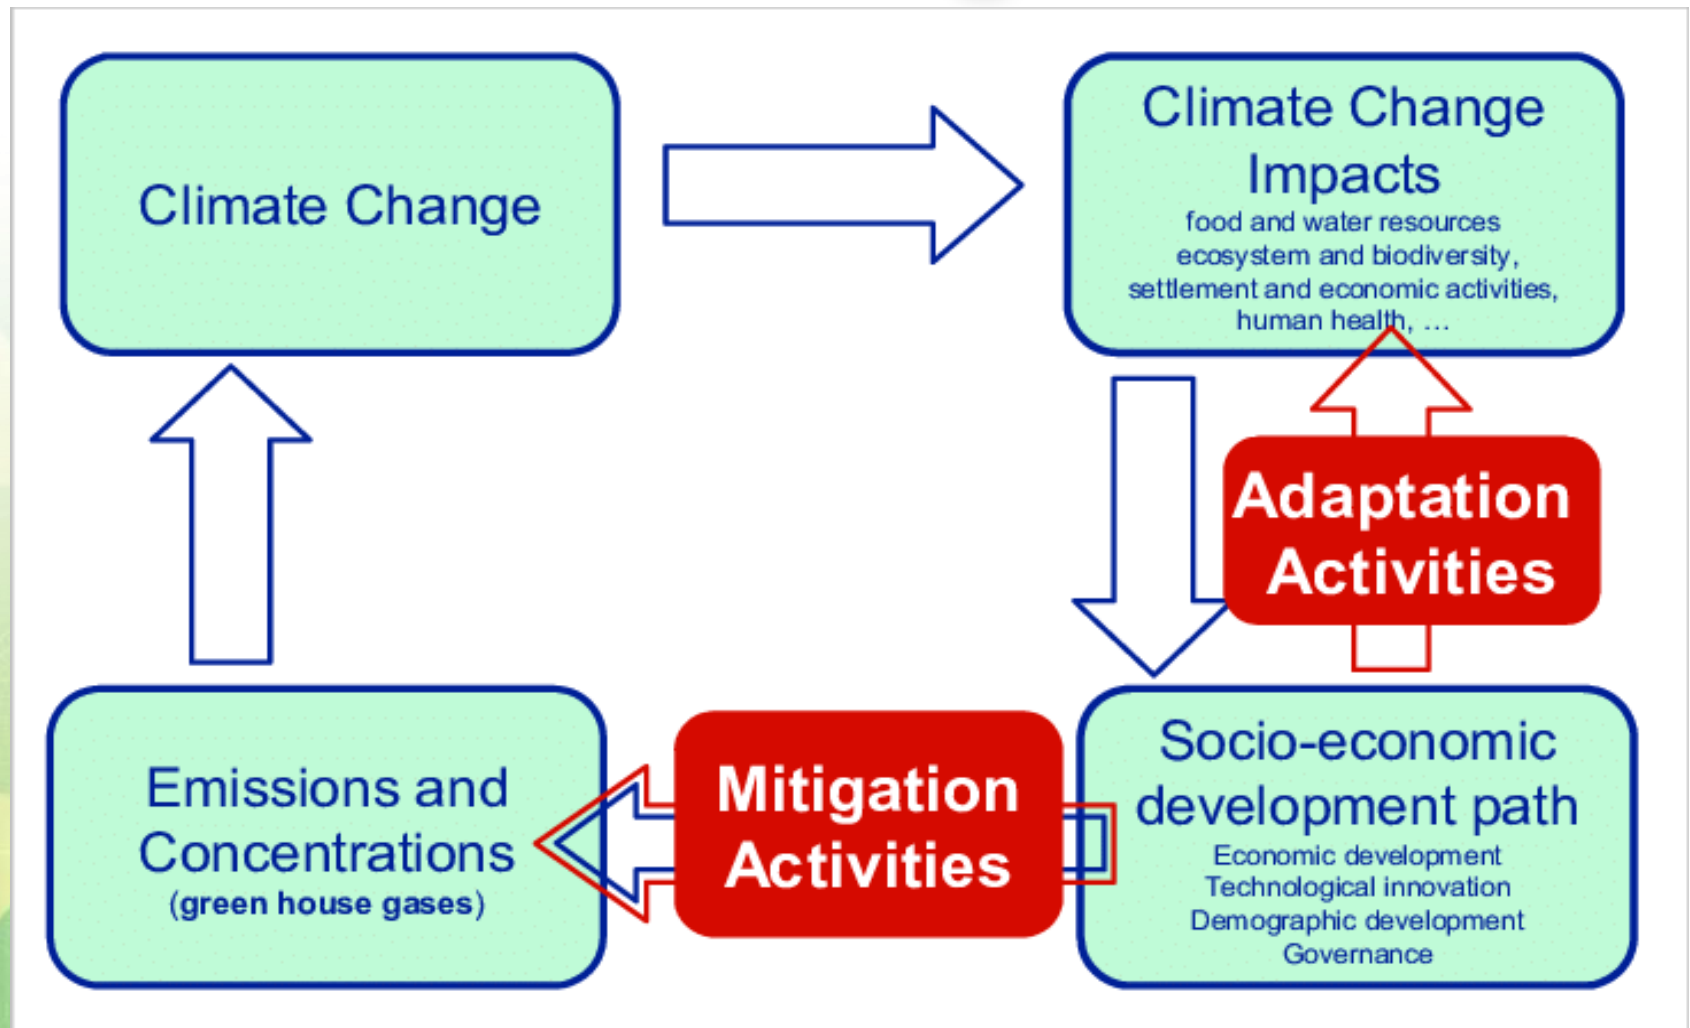 Climate Change
Climate Change
Impacts
food and water resources
ecosystem and biodiversity,
settlement and economic activities,
human health, …
Adaptation
Activities
Emissions and
Concentrations
(green house gases)
Mitigation
Activities
Socio-economic
development path
Economic development
Technological innovation
Demographic development
Governance